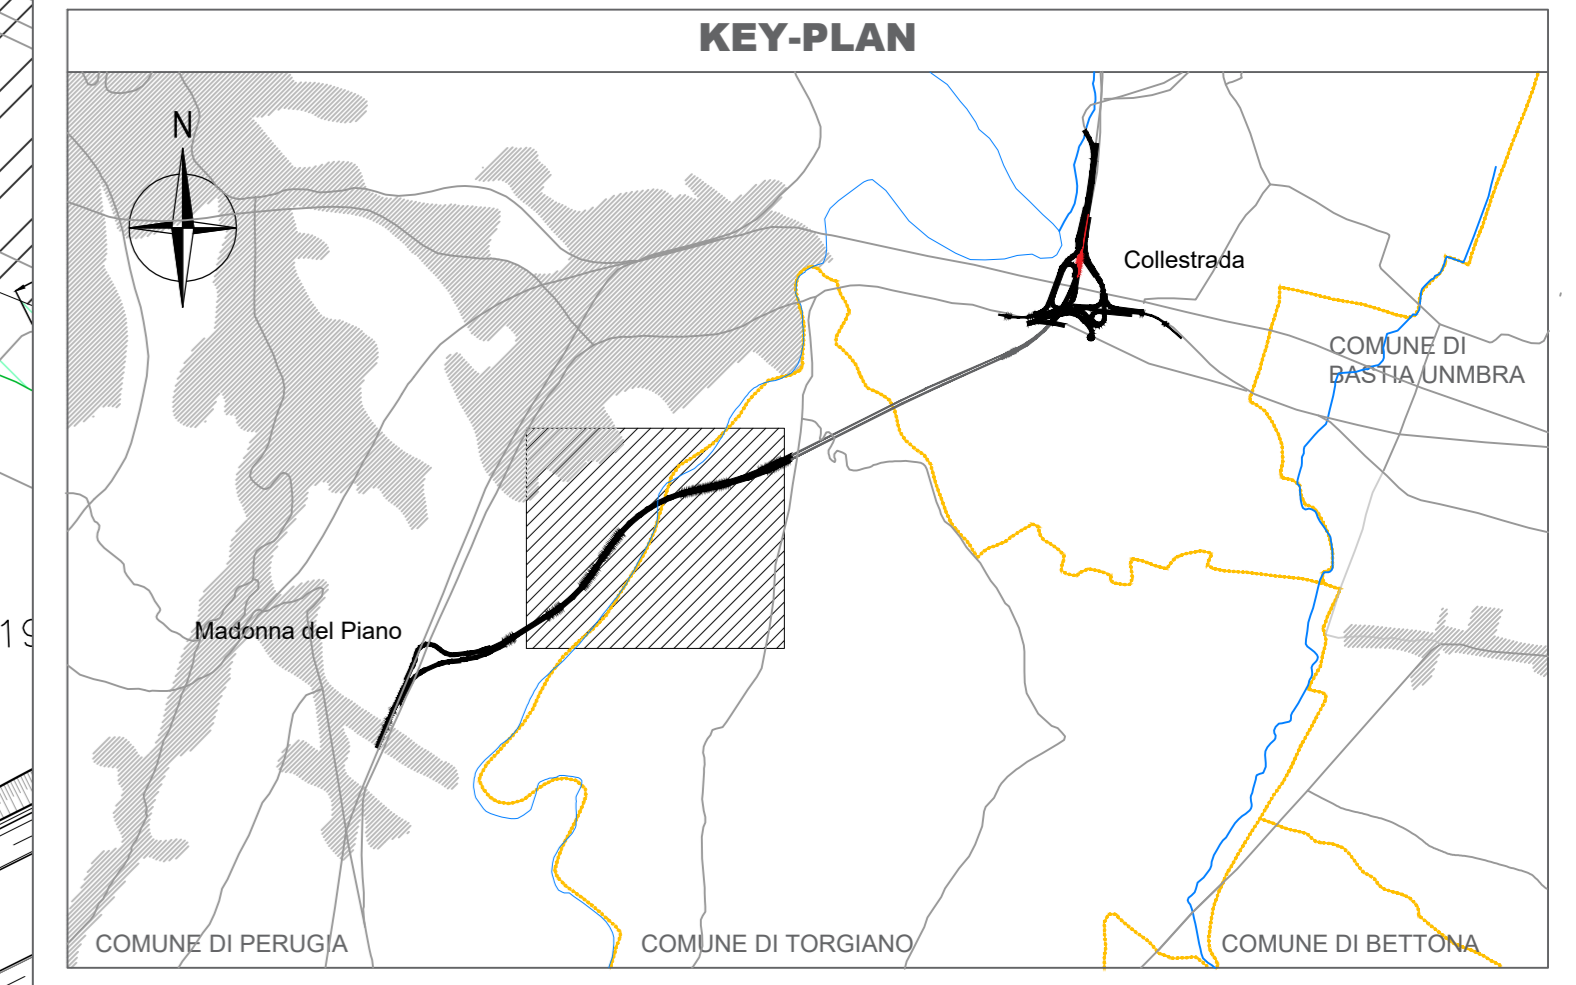 KEY-PLAN
N
Collestrada
COMUNE DI
BASTIA UNMBRA
19
Madonna del Piano
COMUNE DI PERUGIA
COMUNE DI TORGIANO
COMUNE DI BETTONA